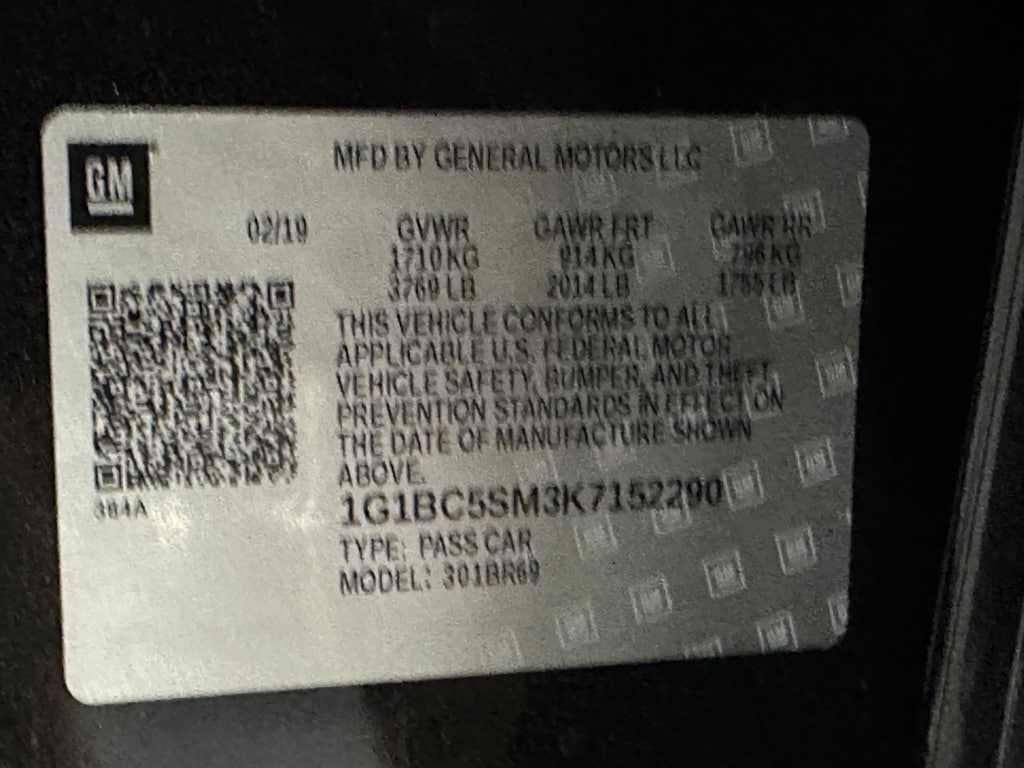 GM
MFD BY GENERAL MOTORS LLC
02/19 GVWR GAWR FRT GAWR RR
1710 KG 914 KG 796 KG
3769 LB 2014 LB 1755 LB
THIS VEHICLE CONFORMS TO ALL
APPLICABLE U.S. FEDERAL MOTOR
VEHICLE SAFETY, BUMPER, AND THEFT
PREVENTION STANDARDS IN EFFECT ON
THE DATE OF MANUFACTURE SHOWN
ABOVE.
384A
1G1BC5SM3K7152290
TYPE: PASS CAR
MODEL: 301BR69